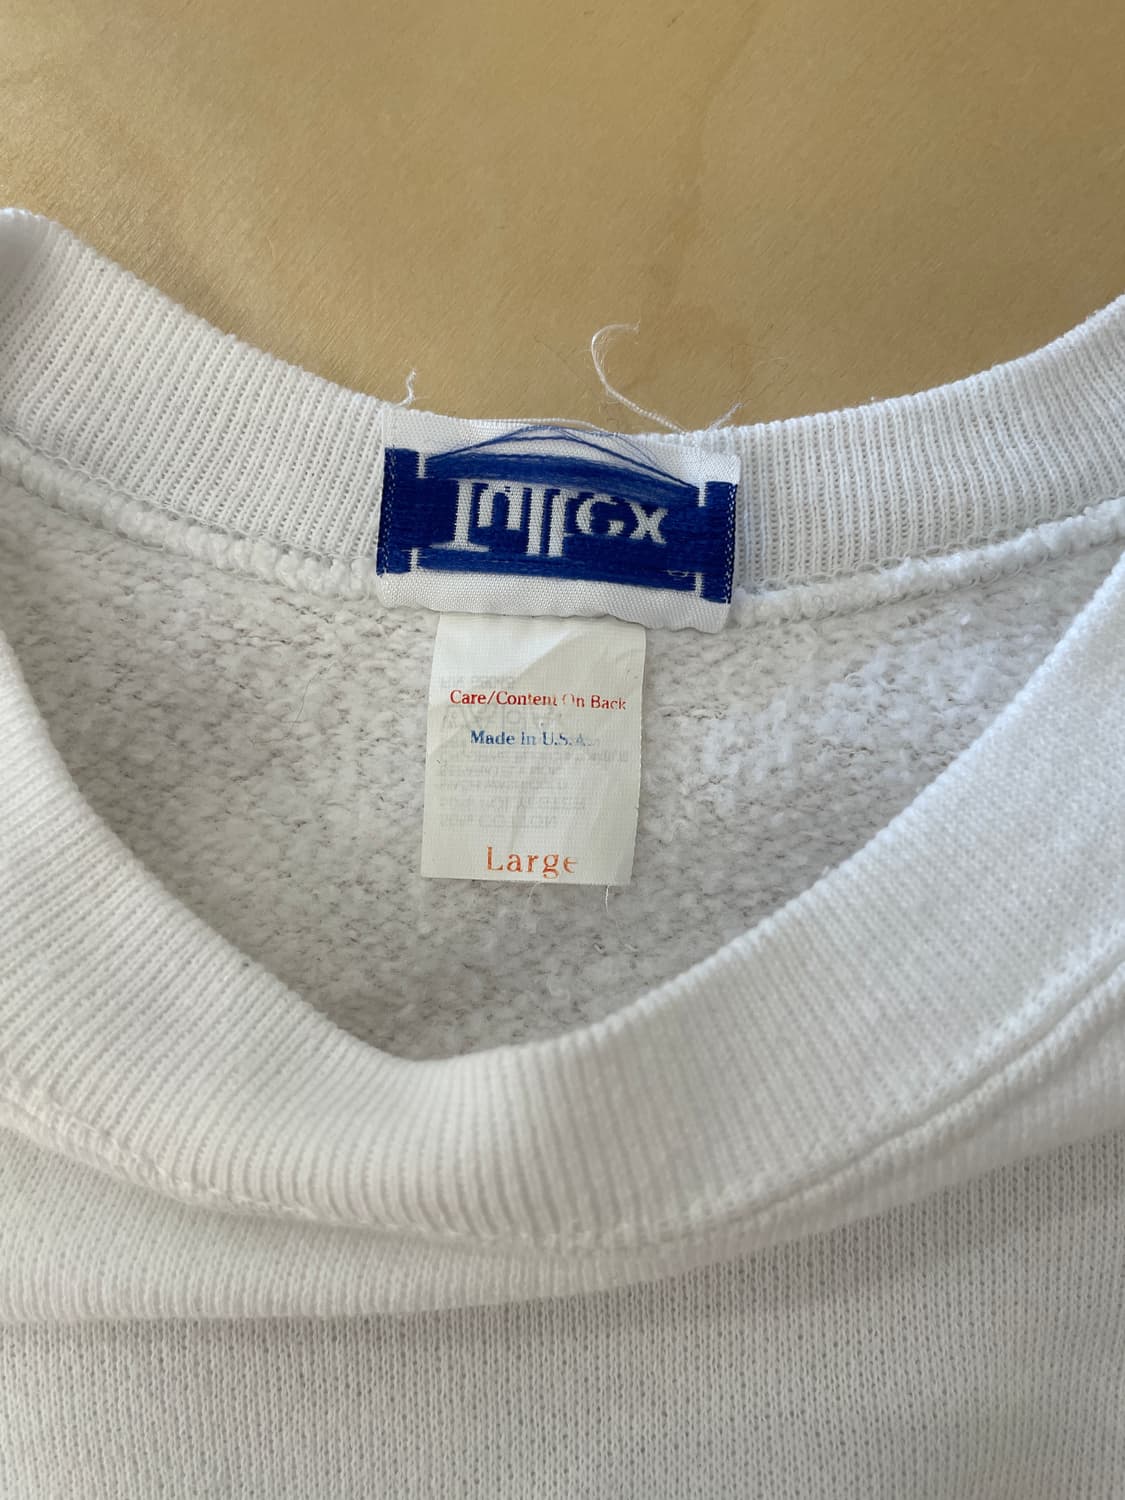 Tultex
Care/Content On Back
Made in U.S.A.
Large